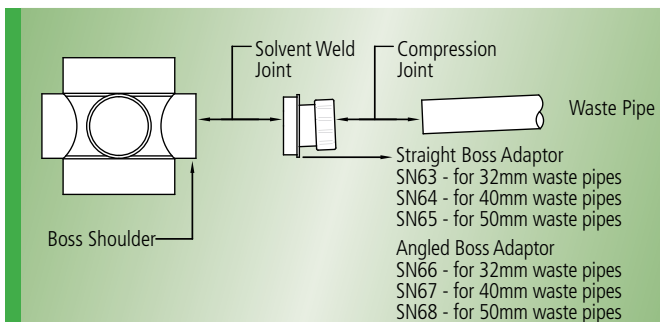 Solvent Weld
Joint
Compression
Joint
Waste Pipe
Boss Shoulder
Straight Boss Adaptor
SN63 - for 32mm waste pipes
SN64 - for 40mm waste pipes
SN65 - for 50mm waste pipes
Angled Boss Adaptor
SN66 - for 32mm waste pipes
SN67 - for 40mm waste pipes
SN68 - for 50mm waste pipes